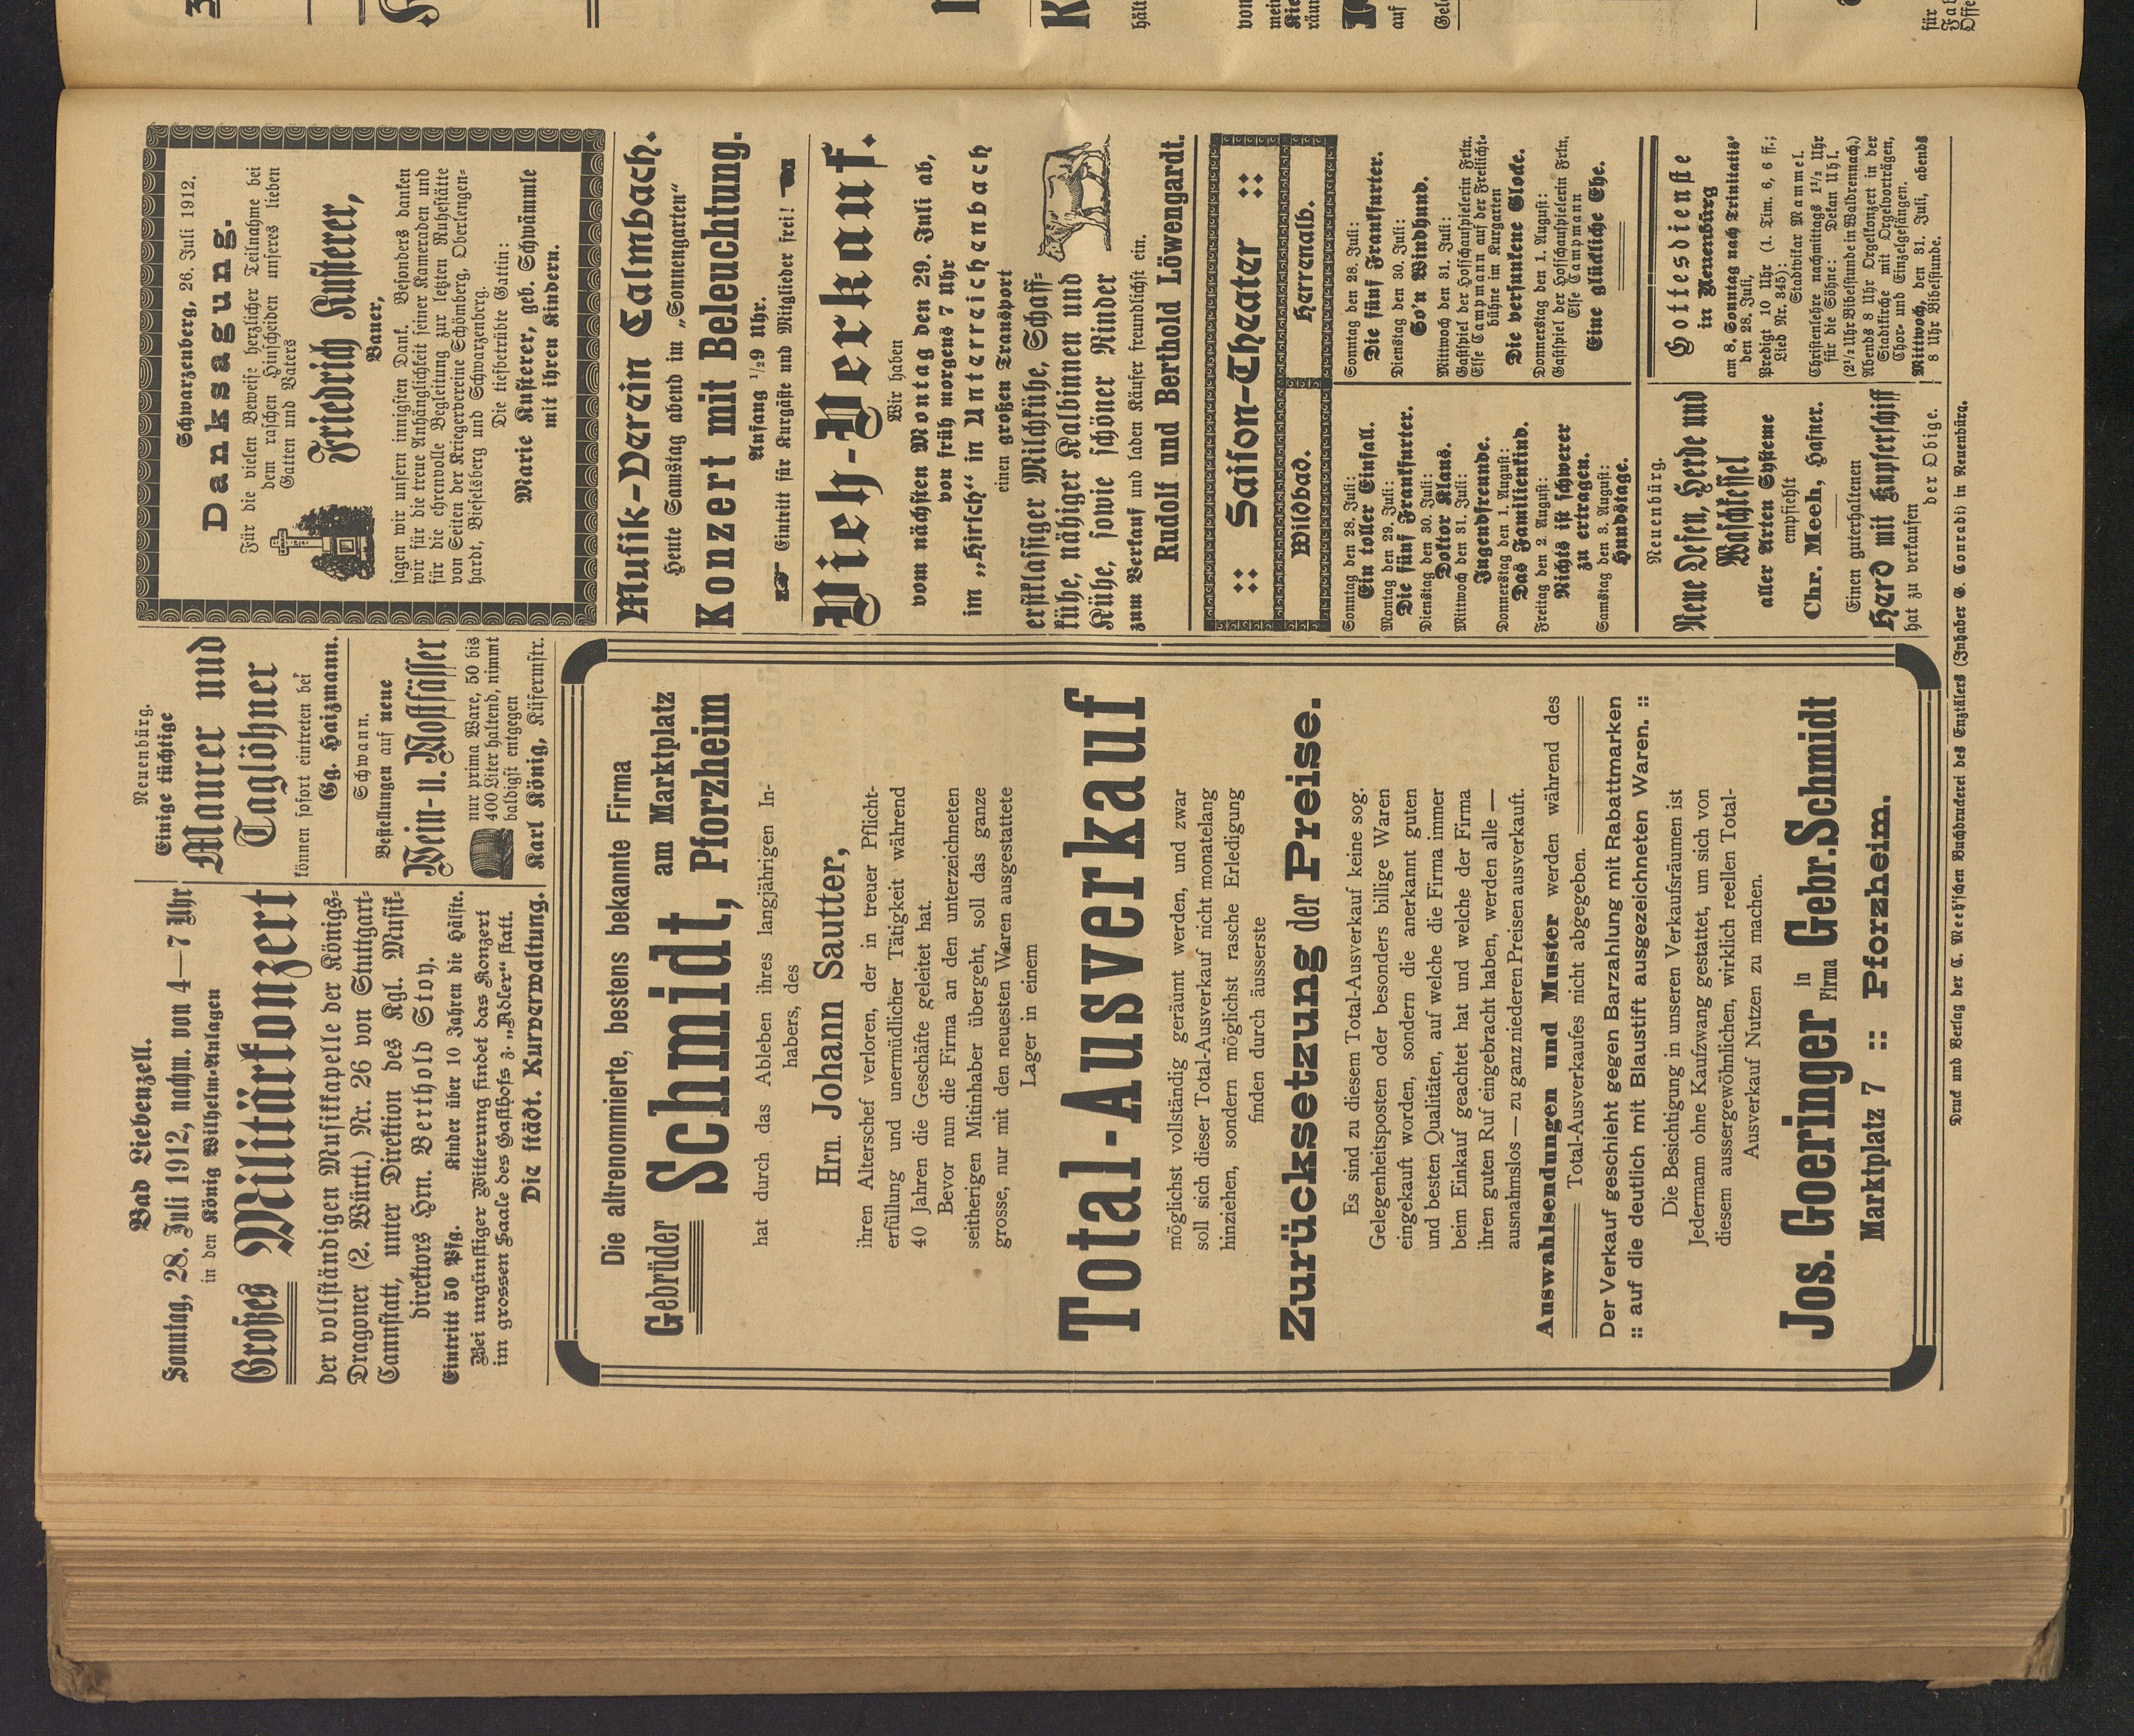 Bad Liebenzell.
Sonntag, 28. Juli 1912, nachm. von 4—7 Uhr
in den König Wilhelm-Anlagen
Großes Militärkonzert
der vollständigen Musikkapelle der Königs-
Dragoner (2. Württ.) Nr. 26 von Stuttgart-
Cannstatt, unter Direktion des Kgl. Musik-
direktors Hrn. Berthold Stoy.
Eintritt 50 Pfg. Kinder über 10 Jahren die Hälfte.
Bei ungünstiger Witterung findet das Konzert
im grossen Saale des Gasthofs z. „Adler“ statt.
Die städt. Kurverwaltung.
Neuenbürg.
Einige tüchtige
Maurer und
Taglöhner
können sofort eintreten bei
Gg. Haizmann.
Schwann.
Bestellungen auf neue
Wein- u. Mostfässer
nur prima Ware, 50 bis
400 Liter haltend, nimmt
baldigst entgegen
Karl König, Küfermstr.
Die altrenommierte, bestens bekannte Firma
Gebrüder Schmidt, am Marktplatz
Pforzheim
hat durch das Ableben ihres langjährigen In-
habers, des
Hrn. Johann Sautter,
ihren Alterschef verloren, der in treuer Pflicht-
erfüllung und unermüdlicher Tätigkeit während
40 Jahren die Geschäfte geleitet hat.
Bevor nun die Firma an den unterzeichneten
seitherigen Mitinhaber übergeht, soll das ganze
grosse, nur mit den neuesten Waren ausgestattete
Lager in einem
Total-Ausverkauf
möglichst vollständig geräumt werden, und zwar
soll sich dieser Total-Ausverkauf nicht monatelang
hinziehen, sondern möglichst rasche Erledigung
finden durch äusserste
Zurücksetzung der Preise.
Es sind zu diesem Total-Ausverkauf keine sog.
Gelegenheitsposten oder besonders billige Waren
eingekauft worden, sondern die anerkannt guten
und besten Qualitäten, auf welche die Firma immer
beim Einkauf geachtet hat und welche der Firma
ihren guten Ruf eingebracht haben, werden alle —
ausnahmslos — zu ganz niederen Preisen ausverkauft.
Auswahlsendungen und Muster werden während des
Total-Ausverkaufes nicht abgegeben.
Der Verkauf geschieht gegen Barzahlung mit Rabattmarken
:: auf die deutlich mit Blaustift ausgezeichneten Waren. ::
Die Besichtigung in unseren Verkaufsräumen ist
Jedermann ohne Kaufzwang gestattet, um sich von
diesem aussergewöhnlichen, wirklich reellen Total-
Ausverkauf Nutzen zu machen.
Jos. Goeringer in Firma Gebr. Schmidt
Marktplatz 7 :: Pforzheim.
Schwarzenberg, 26. Juli 1912.
Danksagung.
Für die vielen Beweise herzlicher Teilnahme bei
dem raschen Hinscheiden unseres lieben
Gatten und Vaters
Friedrich Kusterer,
Bauer,
sagen wir unsern innigsten Dank. Besonders danken
wir für die treue Anhänglichkeit seiner Kameraden und
für die ehrenvolle Begleitung zur letzten Ruhestätte
von Seiten der Kriegervereine Schömberg, Oberlengen-
hardt, Bieselsberg und Schwarzenberg.
Die tiefbetrübte Gattin:
Marie Kusterer, geb. Schwämmle
mit ihren Kindern.
Musik-Verein Calmbach.
Heute Samstag abend im „Sonnengarten“
Konzert mit Beleuchtung.
Anfang 1/2 9 Uhr.
Eintritt für Kurgäste und Mitglieder frei!
Vieh-Verkauf.
Wir haben
vom nächsten Montag den 29. Juli ab,
von früh morgens 7 Uhr
im „Hirsch“ in Unterreichenbach
einen großen Transport
erstklassiger Milchkühe, Schaff-
kühe, nähiger Kalbinnen und
Kühe, sowie schöner Rinder
zum Verkauf und laden Käufer freundlichst ein.
Rudolf und Berthold Löwengardt.
:: Saison-Theater ::
Wildbad.
Sonntag den 28. Juli:
Ein toller Einfall.
Montag den 29. Juli:
Die fünf Frankfurter.
Dienstag den 30. Juli:
Doktor Klaus.
Mittwoch den 31. Juli:
Jugendfreunde.
Donnerstag den 1. August:
Das Familienkind.
Freitag den 2. August:
Nichts ist schwerer
zu ertragen.
Samstag den 3. August:
Hundstage.
Herrenalb.
Sonntag den 28. Juli:
Die fünf Frankfurter.
Dienstag den 30. Juli:
So'n Windhund.
Mittwoch den 31. Juli:
Gastspiel der Hofschauspielerin Frln.
Else Campmann auf der Freilicht-
bühne im Kurgarten
Die versunkene Glocke.
Donnerstag den 1. August:
Gastspiel der Hofschauspielerin Frln.
Else Campmann
Eine glückliche Ehe.
Neuenbürg.
Neue Oefen, Herde und
Waschkessel
aller Arten Systeme
empfiehlt
Chr. Meeh, Hafner.
Einen guterhaltenen
Herd mit Kupferschiff
hat zu verkaufen
der Obige.
Gottesdienste
in Neuenbürg
am 8. Sonntag nach Trinitatis,
den 28. Juli,
Predigt 10 Uhr (1. Tim. 6, 6 ff.;
Lied Nr. 345):
Stadtvikar Mammel.
Christenlehre nachmittags 1 1/2 Uhr
für die Söhne: Dekan Uhl.
(2 1/2 Uhr Bibelstunde in Waldrennach.)
Abends 8 Uhr Orgelkonzert in der
Stadtkirche mit Orgelvorträgen,
Chor- und Einzelgesängen.
Mittwoch, den 31. Juli, abends
8 Uhr Bibelstunde.
Druck und Verlag der C. Meeh'schen Buchdruckerei des Enztälers (Inhaber G. Conradi) in Neuenbürg.